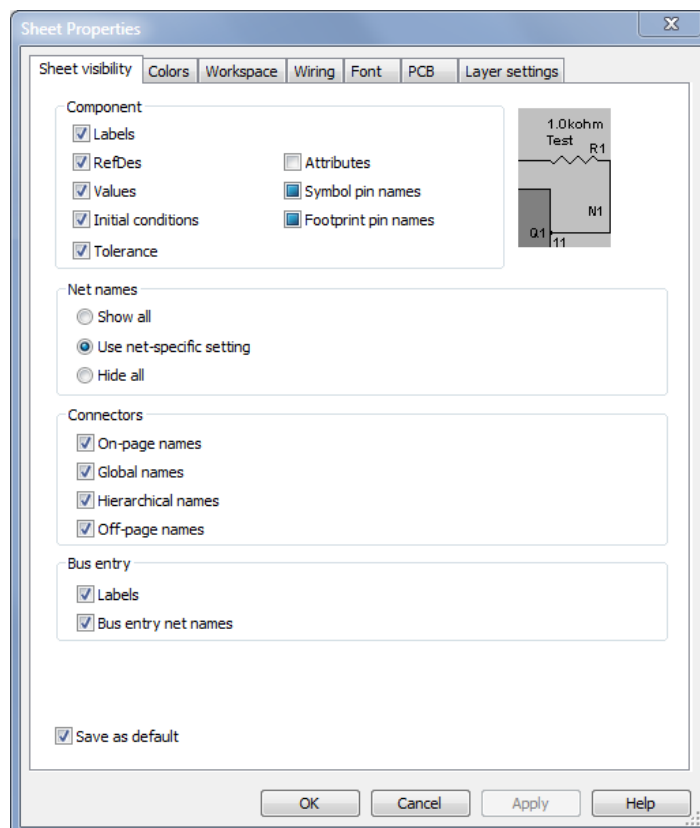 Sheet Properties
Sheet visibility Colors Workspace Wiring Font PCB Layer settings
Component
Labels
RefDes Attributes
Values Symbol pin names
Initial conditions Footprint pin names
Tolerance
1.0kohm
Test
R1
N1
Q1
11
Net names
Show all
Use net-specific setting
Hide all
Connectors
On-page names
Global names
Hierarchical names
Off-page names
Bus entry
Labels
Bus entry net names
Save as default
OK Cancel Apply Help